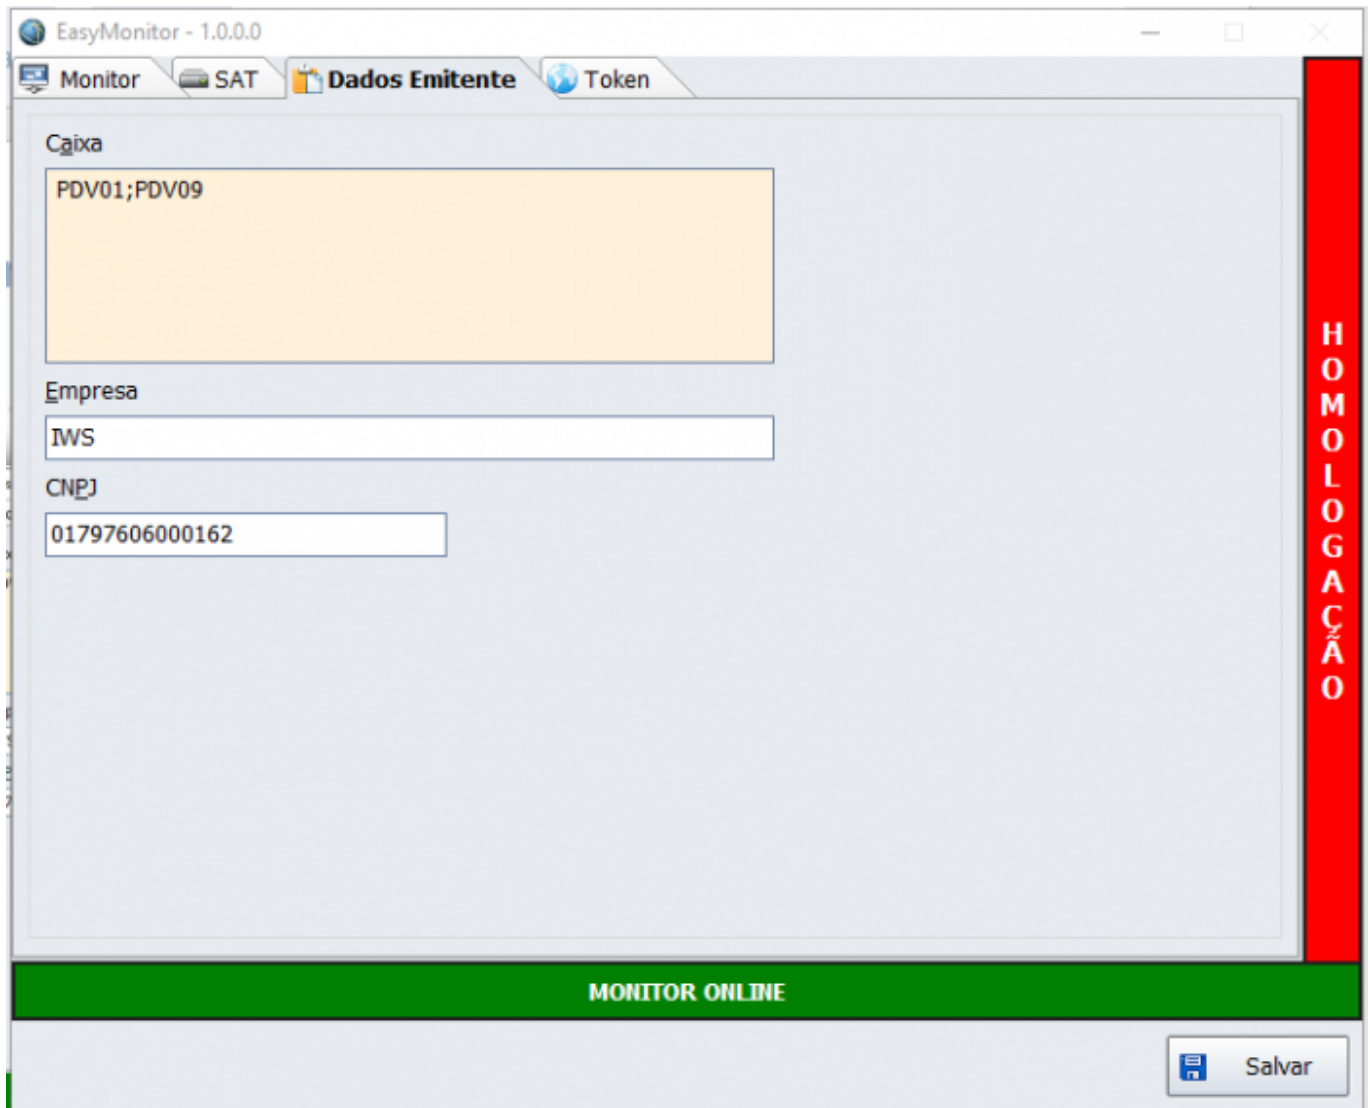 EasyMonitor - 1.0.0.0
Monitor
SAT
Dados Emitente
Token
Caixa
PDV01;PDV09
Empresa
IWS
CNPJ
01797606000162
HOMOLOGAÇÃO
MONITOR ONLINE
Salvar